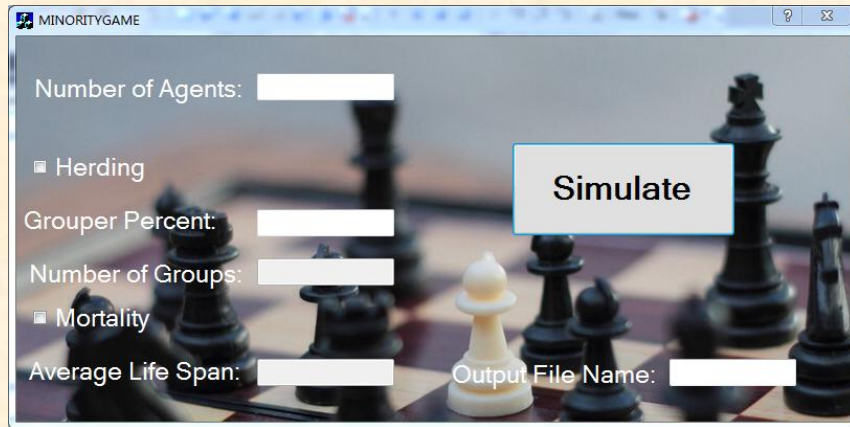 MINORITYGAME
Number of Agents:
Herding
Simulate
Grouper Percent:
Number of Groups:
Mortality
Average Life Span:
Output File Name: